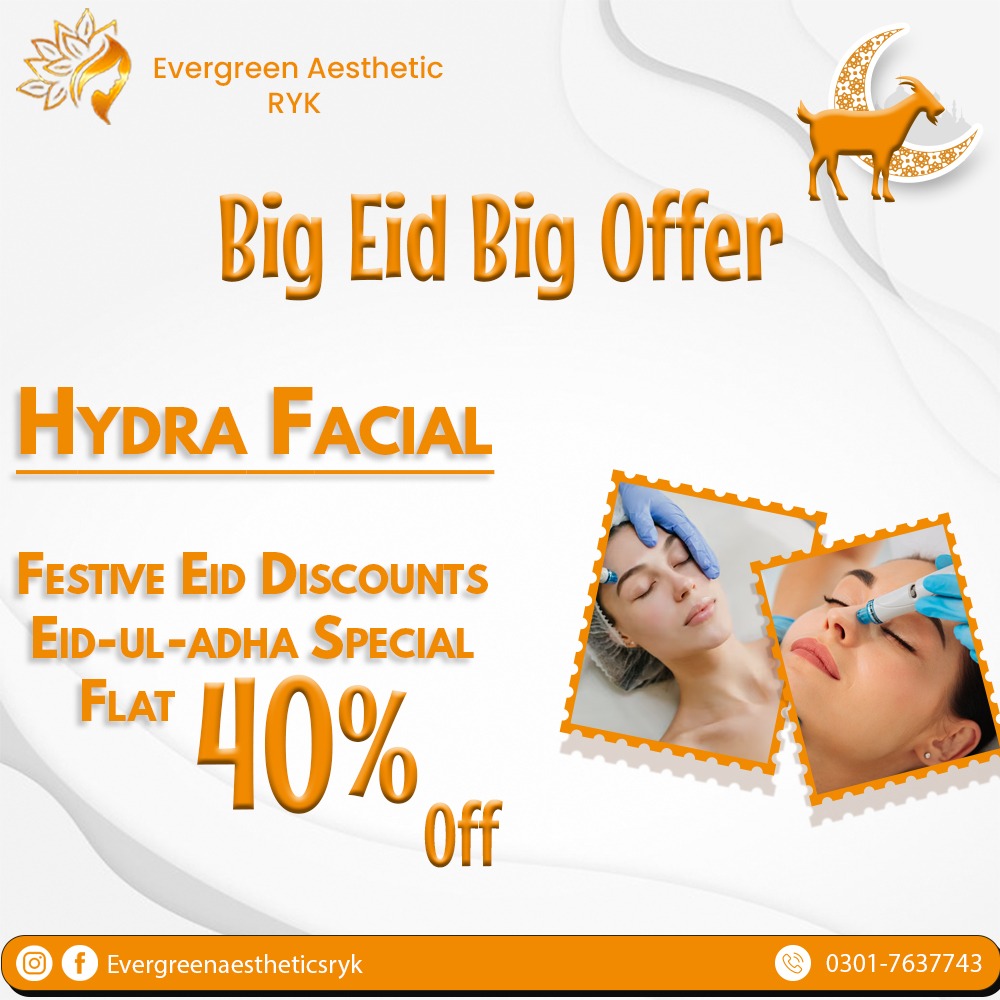 Evergreen Aesthetic
RYK
Big Eid Big Offer
Hydra Facial
Festive Eid Discounts
Eid-ul-adha Special
Flat 40%
Off
Evergreenaestheticsryk
0301-7637743